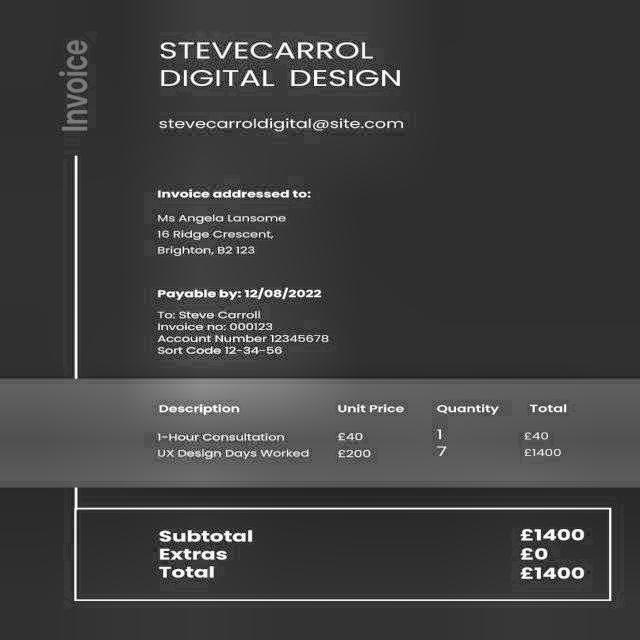 Invoice
STEVECARROL
DIGITAL DESIGN
stevecarroldigital@site.com
Invoice addressed to:
Ms Angela Lansome
16 Ridge Crescent,
Brighton, B2 123
Payable by: 12/08/2022
To: Steve Carroll
Invoice no: 000123
Account Number 12345678
Sort Code 12-34-56
Description Unit Price Quantity Total
1-Hour Consultation £40 1 £40
UX Design Days Worked £200 7 £1400
Subtotal £1400
Extras £0
Total £1400